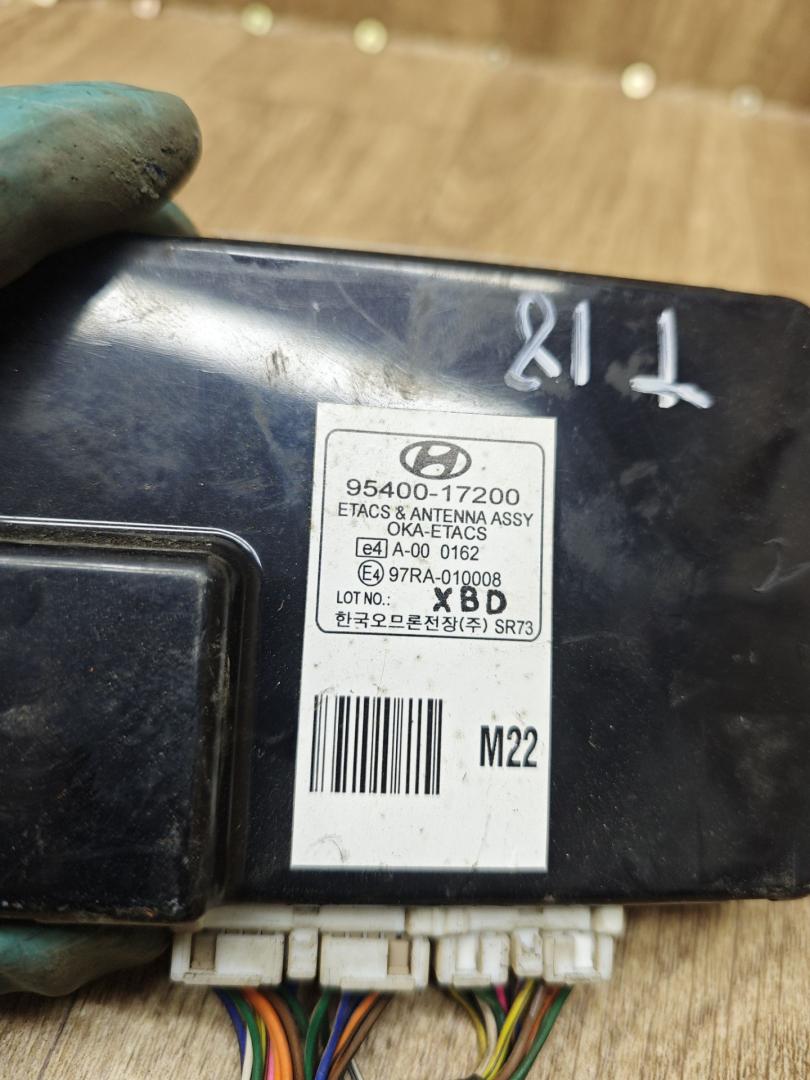 95400-17200
ETACS & ANTENNA ASSY
OKA-ETACS
e4 A-00 0162
E4 97RA-010008
LOT NO.: XBD
한국오므론전장(주) SR73
M22